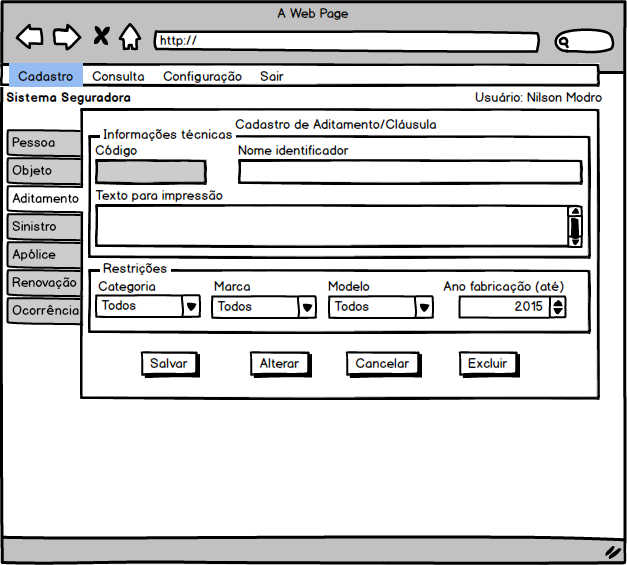 A Web Page
http://
Cadastro Consulta Configuração Sair
Sistema Seguradora Usuário: Nilson Modro
Cadastro de Aditamento/Cláusula
Pessoa
Objeto
Aditamento
Sinistro
Apólice
Renovação
Ocorrência
Informações técnicas
Código Nome identificador
Texto para impressão
Restrições
Categoria Marca Modelo Ano fabricação (até)
Todos Todos Todos 2015
Salvar Alterar Cancelar Excluir